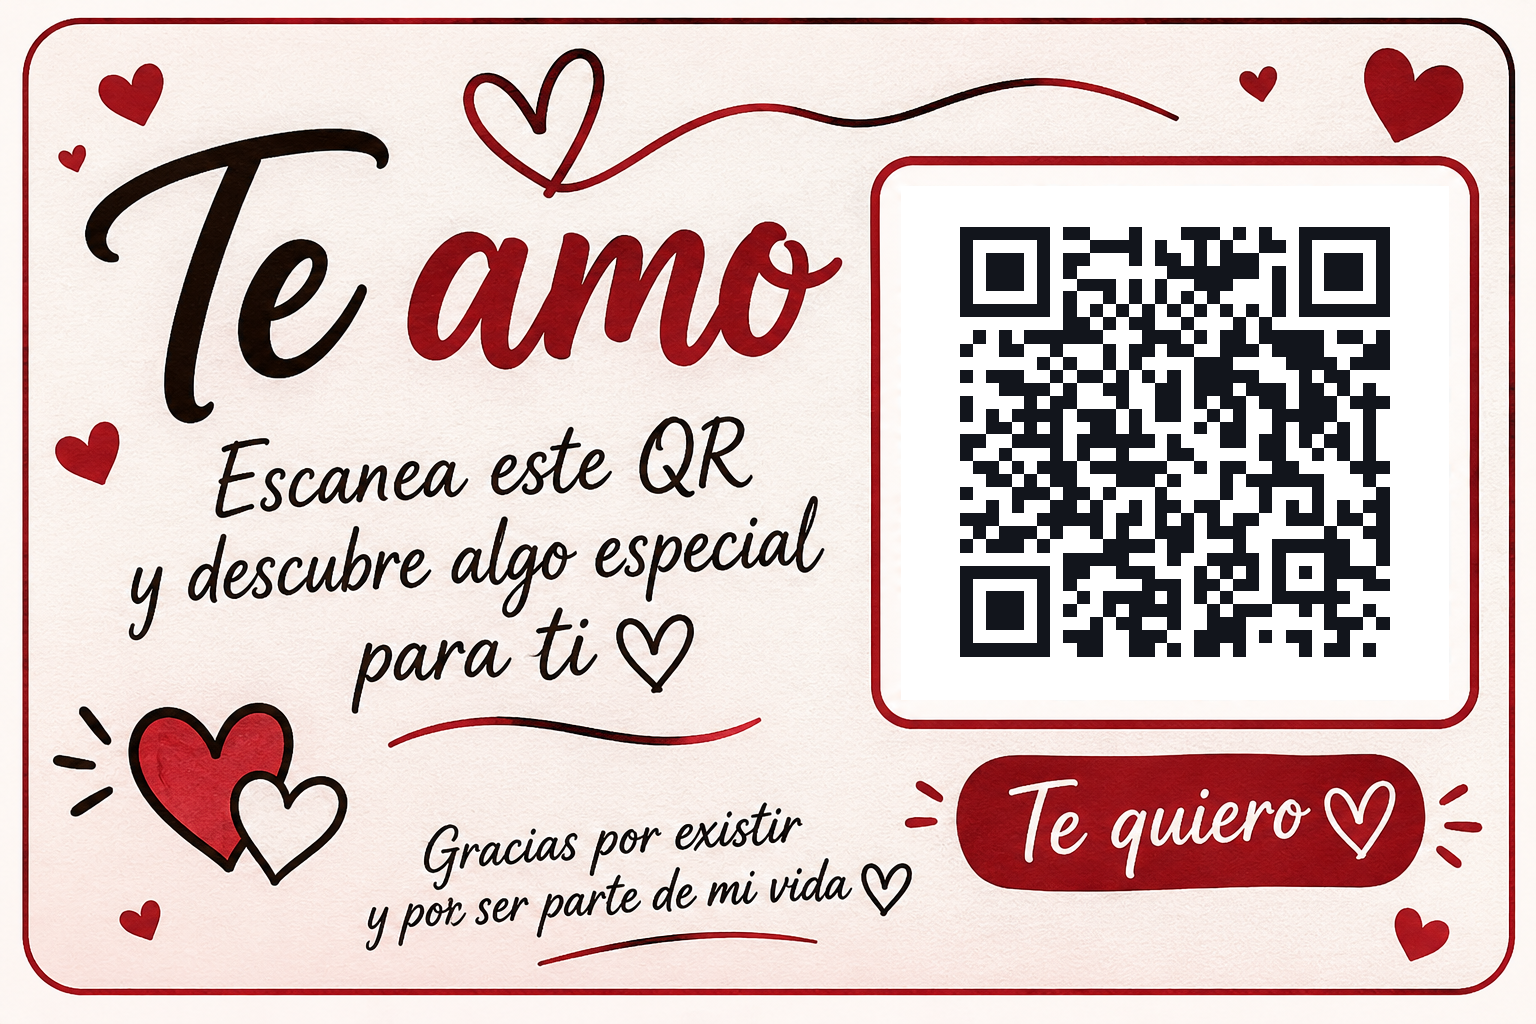 Te amo
Escanea este QR
y descubre algo especial
para ti
Gracias por existir
y por ser parte de mi vida
Te quiero